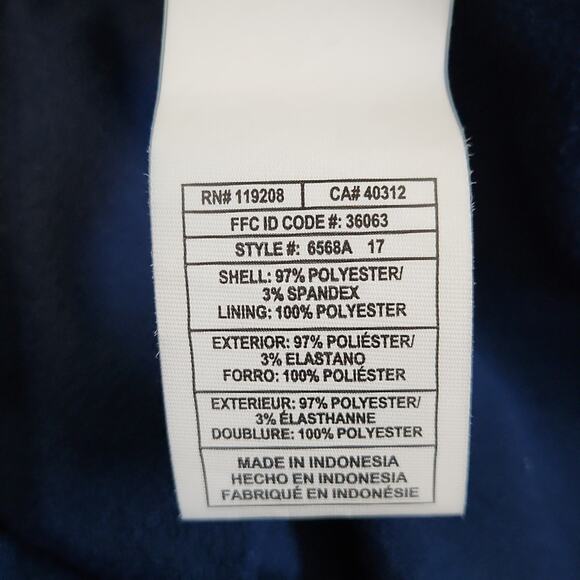 RN# 119208 CA# 40312
FFC ID CODE #: 36063
STYLE #: 6568A 17
SHELL: 97% POLYESTER/
3% SPANDEX
LINING: 100% POLYESTER
EXTERIOR: 97% POLIÉSTER/
3% ELASTANO
FORRO: 100% POLIÉSTER
EXTERIEUR: 97% POLYESTER/
3% ÉLASTHANNE
DOUBLURE: 100% POLYESTER
MADE IN INDONESIA
HECHO EN INDONESIA
FABRIQUÉ EN INDONÉSIE